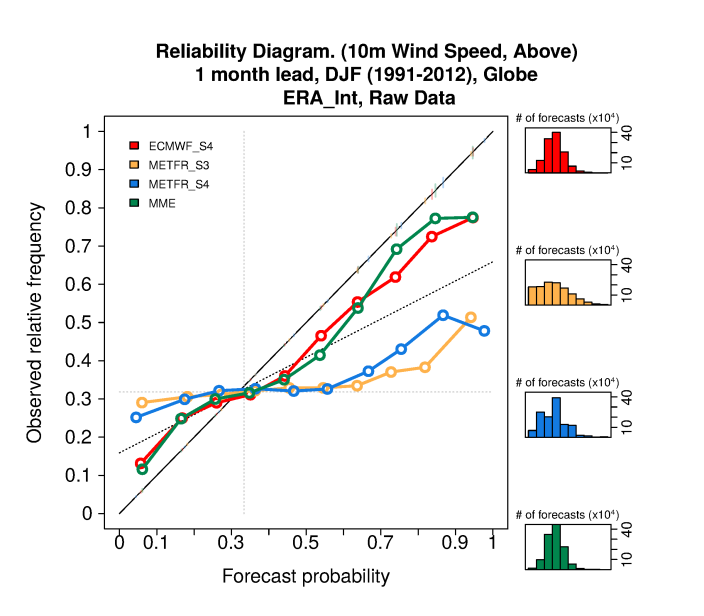 Reliability Diagram. (10m Wind Speed, Above)
1 month lead, DJF (1991-2012), Globe
ERA_Int, Raw Data
Observed relative frequency
1
0.9
0.8
0.7
0.6
0.5
0.4
0.3
0.2
0.1
0
ECMWF_S4
METFR_S3
METFR_S4
MME
0 0.1 0.3 0.5 0.7 0.9 1
Forecast probability
# of forecasts (x10⁴)
10 40
# of forecasts (x10⁴)
10 40
# of forecasts (x10⁴)
10 40
# of forecasts (x10⁴)
10 40